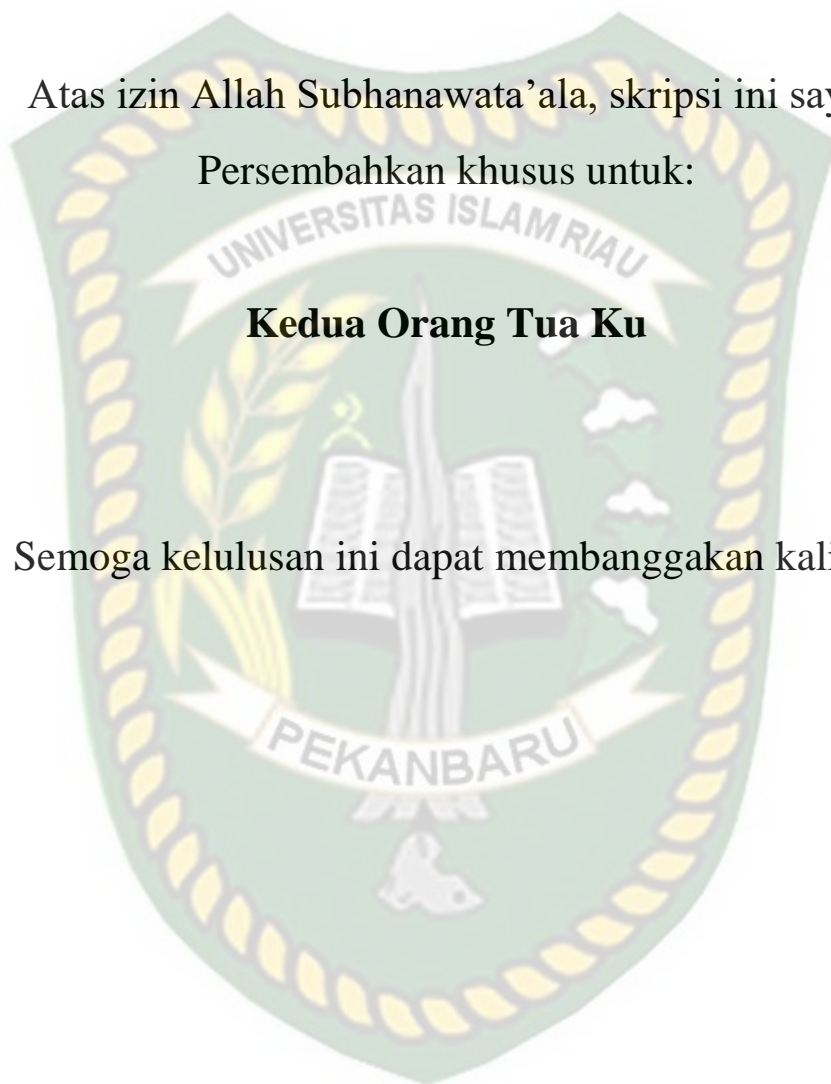 Atas izin Allah Subhanawata’ala, skripsi ini say
Persembahkan khusus untuk:
UNIVERSITAS ISLAM RIAU
Kedua Orang Tua Ku
Semoga kelulusan ini dapat membanggakan kali
PEKANBARU